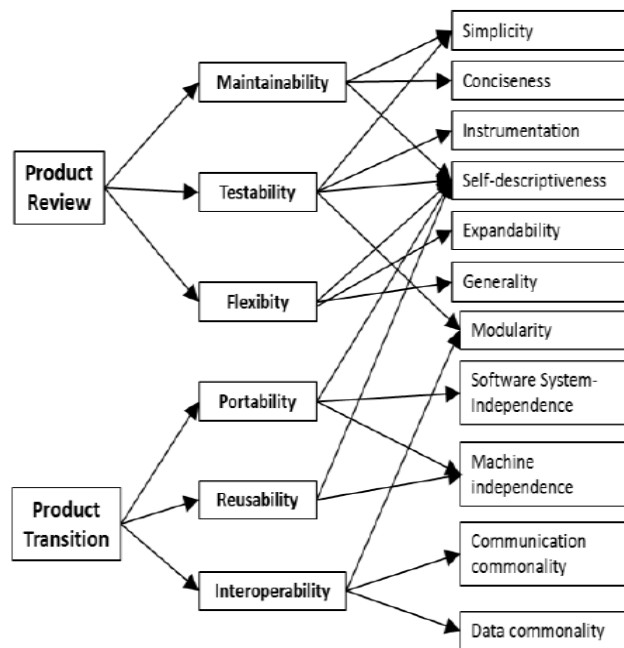 Simplicity
Maintainability
Conciseness
Instrumentation
Product
Review
Testability
Self-descriptiveness
Expandability
Flexibity
Generality
Modularity
Portability
Software System-
Independence
Reusability
Machine
independence
Product
Transition
Communication
commonality
Interoperability
Data commonality